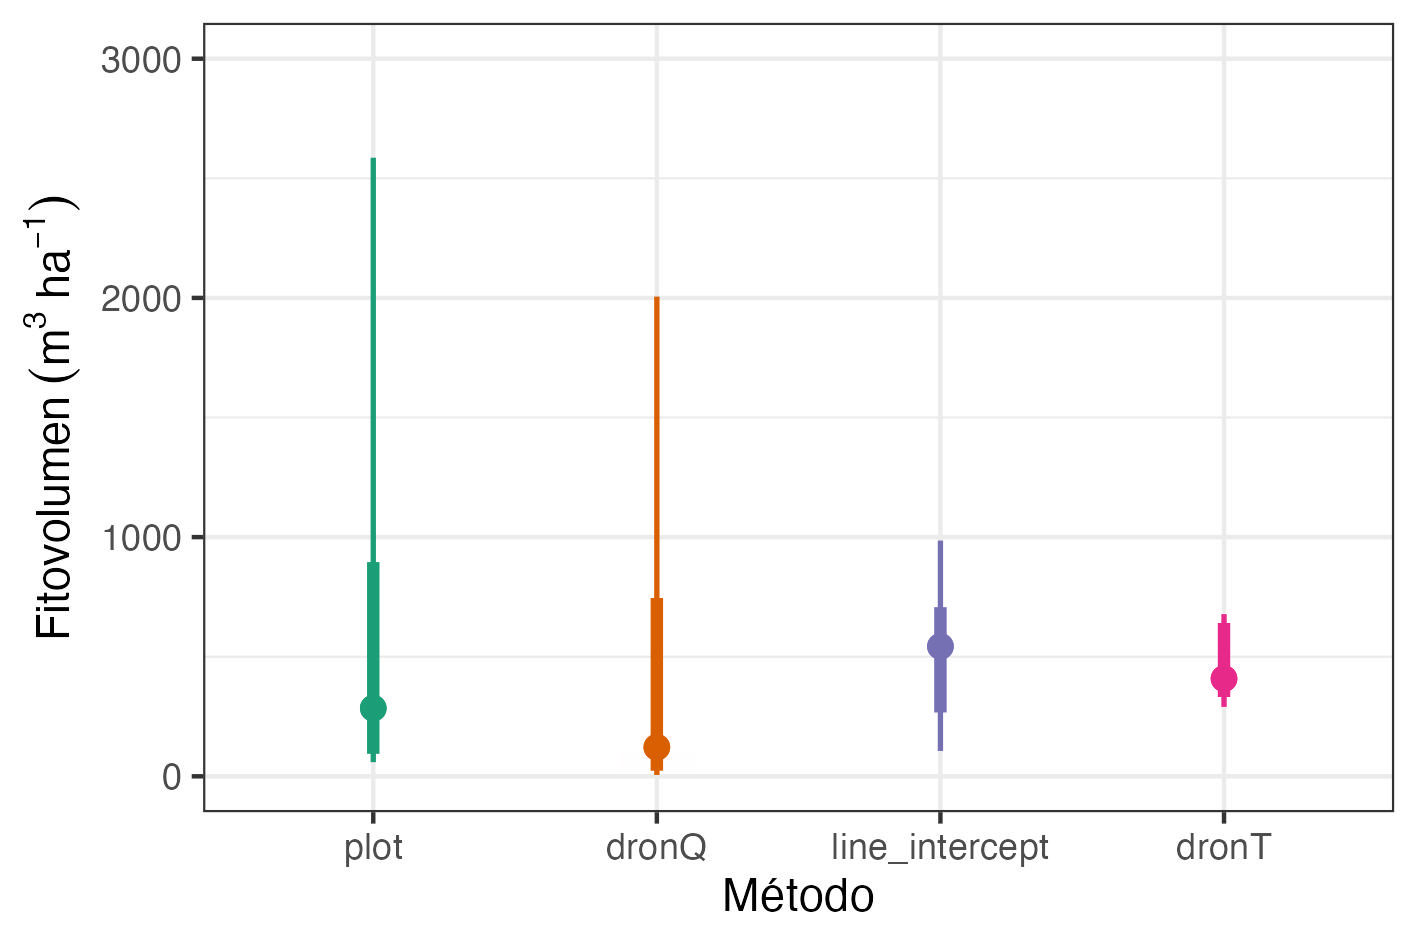 Fitovolumen (m³ ha⁻¹)
3000
2000
1000
0
plot dronQ line_intercept dronT
Método